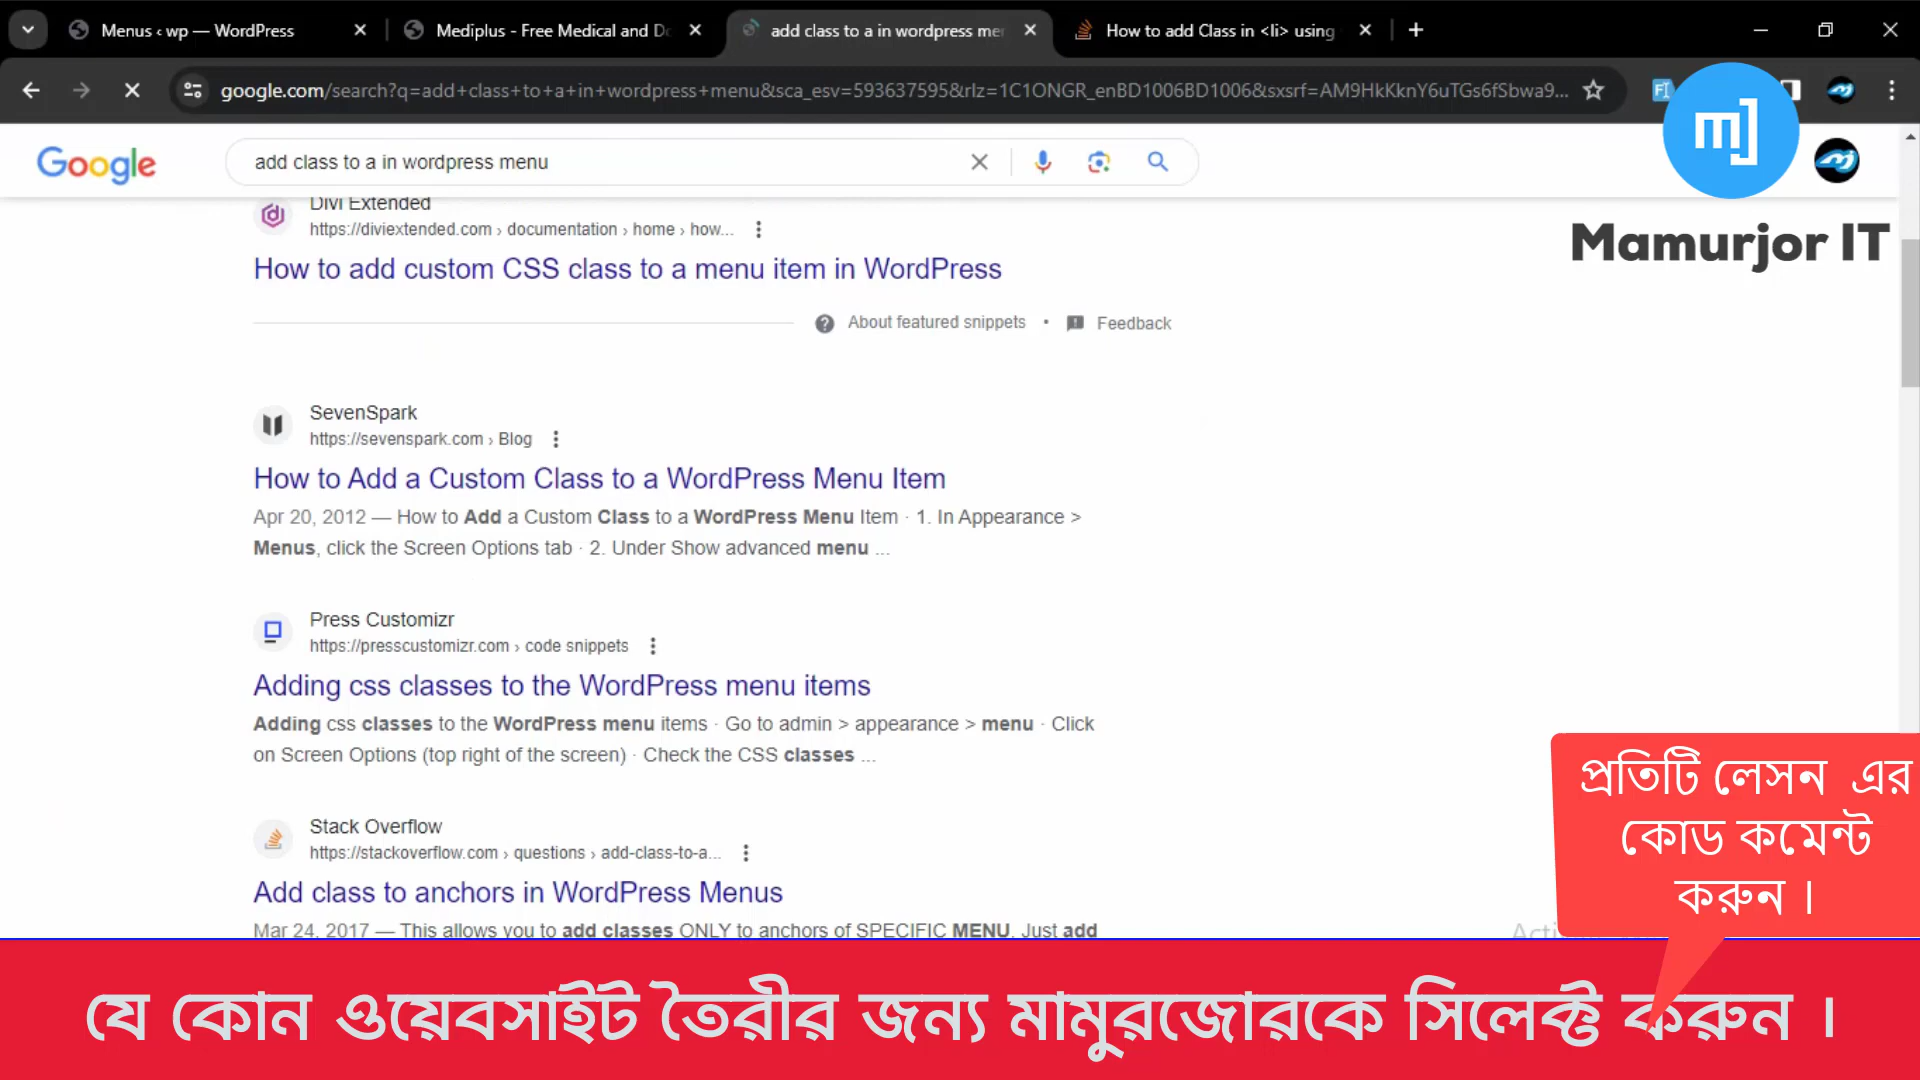 Menus ‹ wp — WordPress
Mediplus - Free Medical and Do
add class to a in wordpress men
How to add Class in <li> using
google.com/search?q=add+class+to+a+in+wordpress+menu&sca_esv=593637595&rlz=1C1ONGR_enBD1006BD1006&sxsrf=AM9HkKknY6uTGs6fSbwa9...
Google
add class to a in wordpress menu
Mamurjor IT
Divi Extended
https://diviextended.com › documentation › home › how...
How to add custom CSS class to a menu item in WordPress
About featured snippets • Feedback
SevenSpark
https://sevenspark.com › Blog
How to Add a Custom Class to a WordPress Menu Item
Apr 20, 2012 — How to Add a Custom Class to a WordPress Menu Item · 1. In Appearance >
Menus, click the Screen Options tab · 2. Under Show advanced menu ...
Press Customizr
https://presscustomizr.com › code snippets
Adding css classes to the WordPress menu items
Adding css classes to the WordPress menu items · Go to admin > appearance > menu · Click
on Screen Options (top right of the screen) · Check the CSS classes ...
Stack Overflow
https://stackoverflow.com › questions › add-class-to-a...
Add class to anchors in WordPress Menus
Mar 24, 2017 — This allows you to add classes ONLY to anchors of SPECIFIC MENU. Just add
প্রতিটি লেসন এর
কোড কমেন্ট
করুন ।
যে কোন ওয়েবসাইট তৈরীর জন্য মামুরজোরকে সিলেক্ট করুন ।